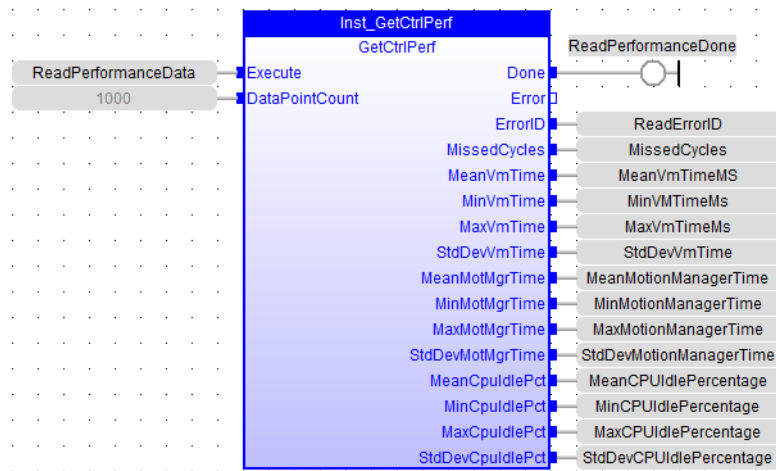 Inst_GetCtrlPerf
GetCtrlPerf
ReadPerformanceDone
ReadPerformanceData Execute Done
1000 DataPointCount Error
ErrorID ReadErrorID
MissedCycles MissedCycles
MeanVmTime MeanVmTimeMS
MinVmTime MinVMTimeMs
MaxVmTime MaxVmTimeMs
StdDevVmTime StdDevVmTime
MeanMotMgrTime MeanMotionManagerTime
MinMotMgrTime MinMotionManagerTime
MaxMotMgrTime MaxMotionManagerTime
StdDevMotMgrTime StdDevMotionManagerTime
MeanCpuIdlePct MeanCPUIdlePercentage
MinCpuIdlePct MinCPUIdlePercentage
MaxCpuIdlePct MaxCPUIdlePercentage
StdDevCpuIdlePct StdDevCPUIdlePercentage